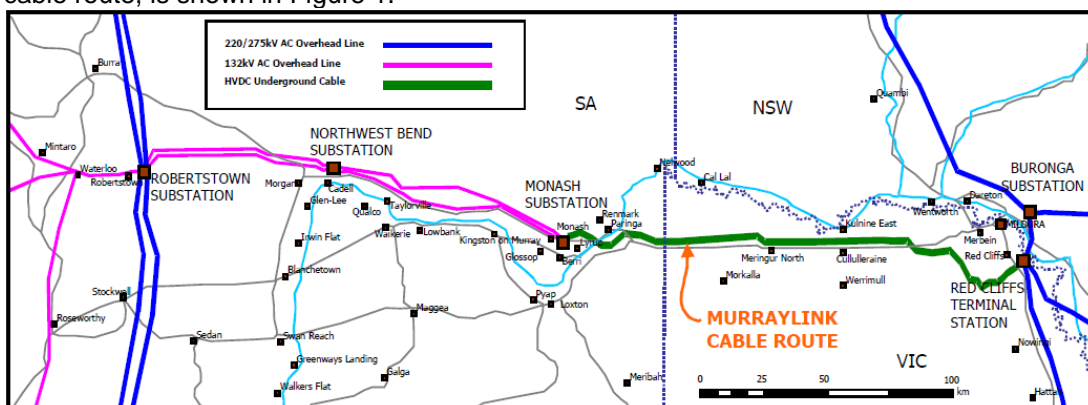 cable route, is shown in Figure 1.
220/275kV AC Overhead Line
132kV AC Overhead Line
HVDC Underground Cable
SA
NSW
VIC
Burra
Mintaro
Waterloo
Robertstown
ROBERTSTOWN
SUBSTATION
NORTHWEST BEND
SUBSTATION
Morgan
Cadell
Glen-Lee
Qualco
Taylorville
Waikerie
Lowbank
Irwin Flat
Blanchetown
Stockwell
Roseworthy
Sedan
Swan Reach
Greenways Landing
Walkers Flat
Maggea
Galga
Kingston on Murray
MONASH
SUBSTATION
Monash
Glossop
Berri
Lyrup
Renmark
Paringa
Pyap
Loxton
Meribah
Nelwood
Cal Lal
Quambi
Kulnine East
Cullulleraine
Meringur North
Morkalla
Werrimull
MURRAYLINK
CABLE ROUTE
Wentworth
Dareton
BURONGA
SUBSTATION
MILDURA
Merbein
Red Cliffs
RED CLIFFS
TERMINAL
STATION
Nowingi
Hattah
0 25 50 100
km